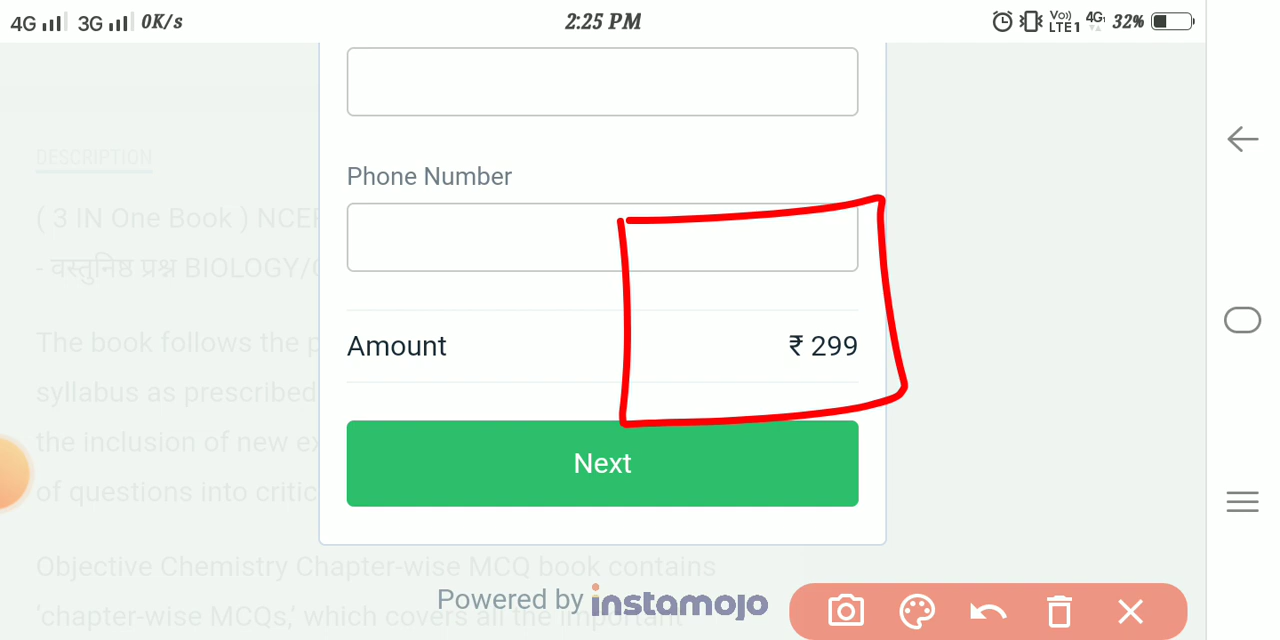 4G 3G 0K/s 2:25 PM Vo) LTE1 4G 32%
Phone Number
DESCRIPTION
( 3 IN One Book ) NCE
- वस्तुनिष्ठ प्रश्न BIOLOGY/
The book follows the
Amount ₹ 299
syllabus as prescribed
the inclusion of new ex
Next
of questions into critic
Objective Chemistry Chapter-wise MCQ book contains
Powered by instamojo
'chapter-wise MCQs,' which covers all the important